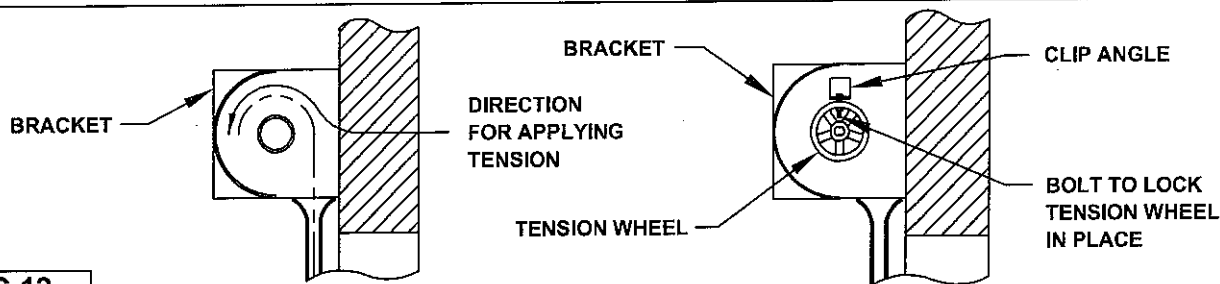 BRACKET
DIRECTION
FOR APPLYING
TENSION
BRACKET
CLIP ANGLE
TENSION WHEEL
BOLT TO LOCK
TENSION WHEEL
IN PLACE